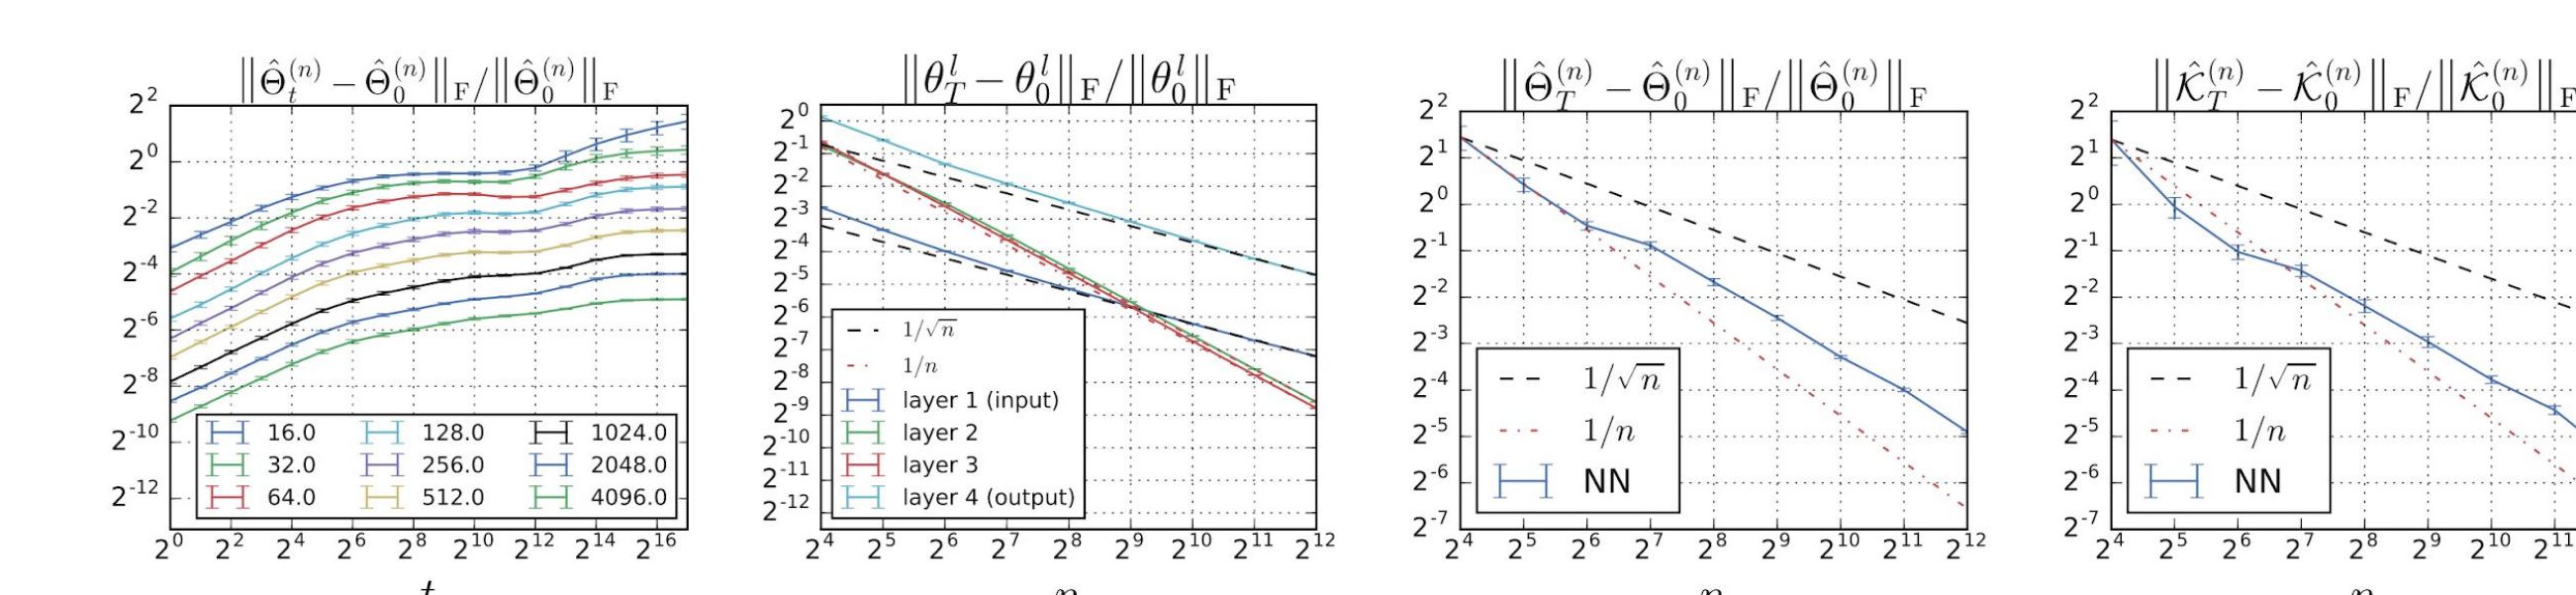 ||Θ̂_t^(n) − Θ̂_0^(n)||_F/||Θ̂_0^(n)||_F
2^2
2^0
2^-2
2^-4
2^-6
2^-8
2^-10
2^-12
16.0 128.0 1024.0
32.0 256.0 2048.0
64.0 512.0 4096.0
2^0 2^2 2^4 2^6 2^8 2^10 2^12 2^14 2^16
||θ_T^l − θ_0^l||_F/||θ_0^l||_F
2^0
2^-1
2^-2
2^-3
2^-4
2^-5
2^-6
2^-7
2^-8
2^-9
2^-10
2^-11
2^-12
1/√n
1/n
layer 1 (input)
layer 2
layer 3
layer 4 (output)
2^4 2^5 2^6 2^7 2^8 2^9 2^10 2^11 2^12
||Θ̂_T^(n) − Θ̂_0^(n)||_F/||Θ̂_0^(n)||_F
2^2
2^1
2^0
2^-1
2^-2
2^-3
2^-4
2^-5
2^-6
2^-7
1/√n
1/n
NN
2^4 2^5 2^6 2^7 2^8 2^9 2^10 2^11 2^12
||𝒦̂_T^(n) − 𝒦̂_0^(n)||_F/||𝒦̂_0^(n)||_F
2^2
2^1
2^0
2^-1
2^-2
2^-3
2^-4
2^-5
2^-6
2^-7
1/√n
1/n
NN
2^4 2^5 2^6 2^7 2^8 2^9 2^10 2^11